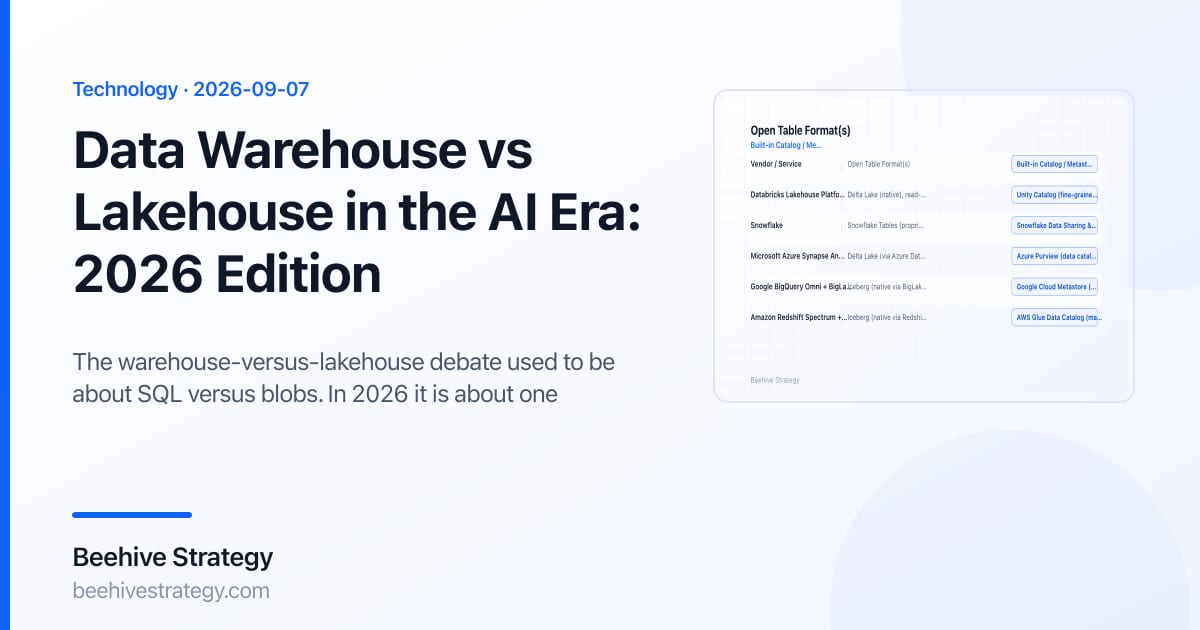 Technology · 2026-09-07
Data Warehouse vs
Lakehouse in the AI Era:
2026 Edition
The warehouse-versus-lakehouse debate used to be
about SQL versus blobs. In 2026 it is about one
Beehive Strategy
beehivestrategy.com
Open Table Format(s)
Built-in Catalog / Me...
Vendor / Service Open Table Format(s) Built-in Catalog / Metast...
Databricks Lakehouse Platfo... Delta Lake (native), read-... Unity Catalog (fine-graine...
Snowflake Snowflake Tables (propri... Snowflake Data Sharing &...
Microsoft Azure Synapse An... Delta Lake (via Azure Dat... Azure Purview (data catal...
Google BigQuery Omni + BigLa... Iceberg (native via BigLak... Google Cloud Metastore (...
Amazon Redshift Spectrum +... Iceberg (native via Redshi... AWS Glue Data Catalog (ma...
Beehive Strategy